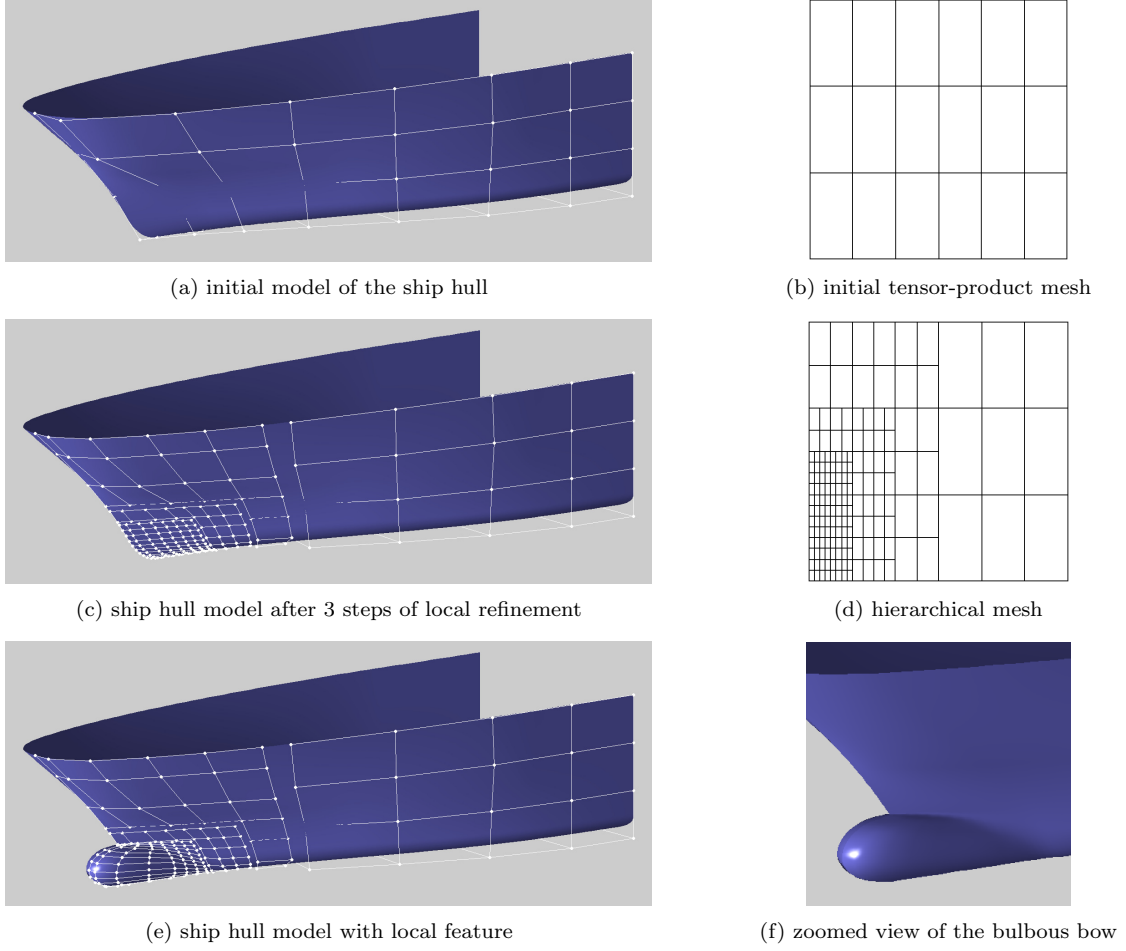 (a) initial model of the ship hull
(b) initial tensor-product mesh
(c) ship hull model after 3 steps of local refinement
(d) hierarchical mesh
(e) ship hull model with local feature
(f) zoomed view of the bulbous bow